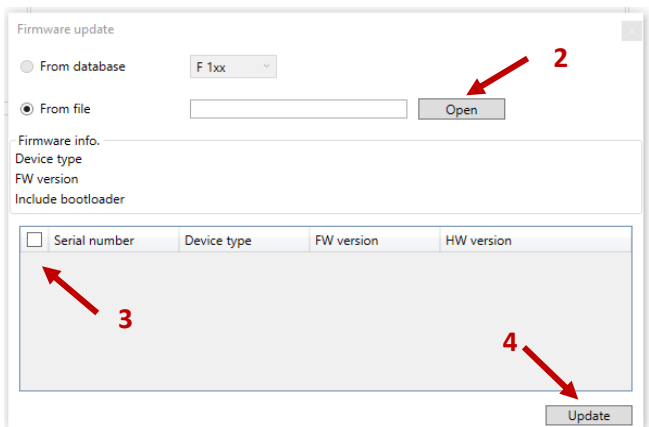 Firmware update
From database F 1xx
2
From file Open
Firmware info.
Device type
FW version
Include bootloader
Serial number Device type FW version HW version
3
4
Update